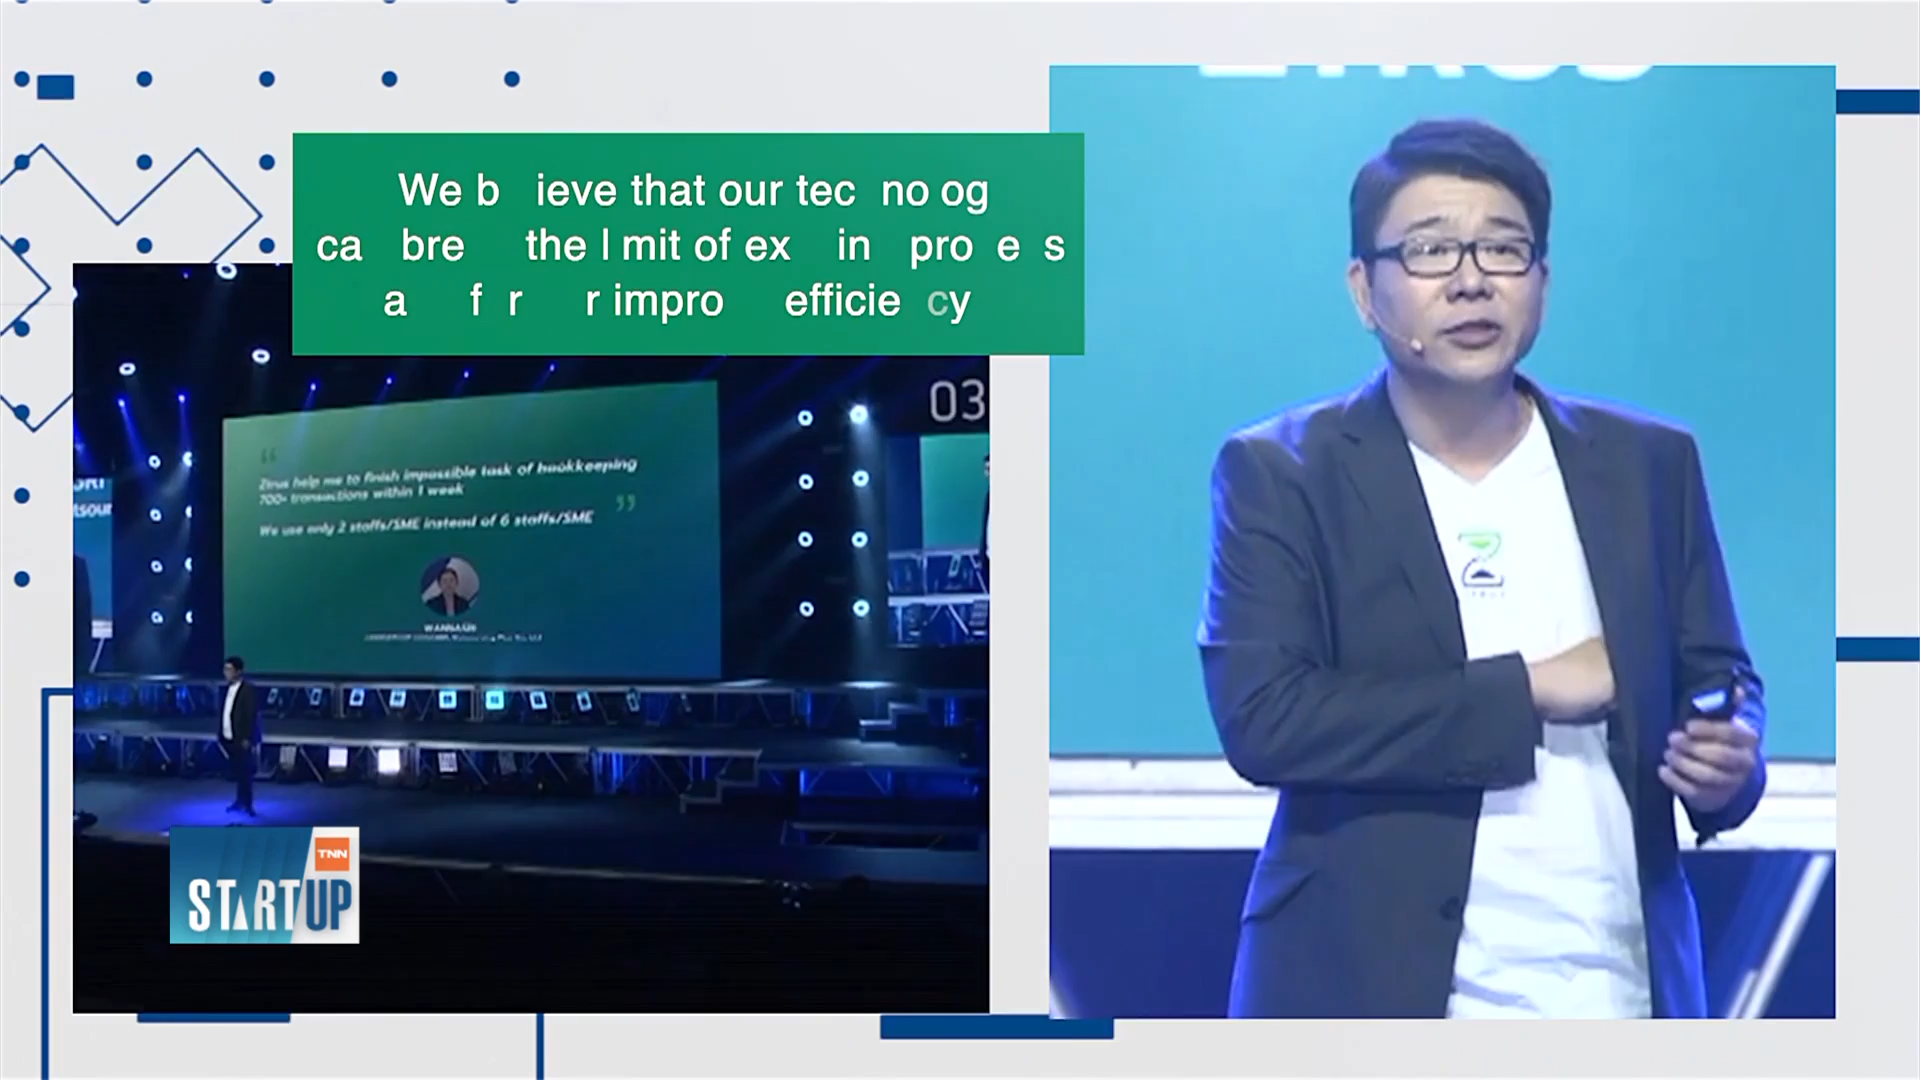 We b ieve that our tec no og
ca bre the l mit of ex in pro e s
a f r r impro efficie cy
03
Ztrus help me to finish impossible task of bookkeeping
700+ transactions within 1 week
We use only 2 staffs/SME instead of 6 staffs/SME
TNN
STARTUP